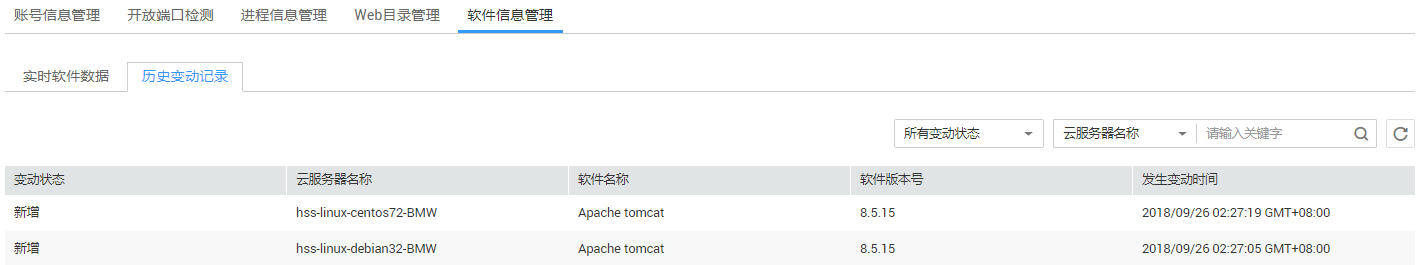 账号信息管理 开放端口检测 进程信息管理 Web目录管理 软件信息管理
实时软件数据 历史变动记录
所有变动状态 云服务器名称 请输入关键字
变动状态 云服务器名称 软件名称 软件版本号 发生变动时间
新增 hss-linux-centos72-BMW Apache tomcat 8.5.15 2018/09/26 02:27:19 GMT+08:00
新增 hss-linux-debian32-BMW Apache tomcat 8.5.15 2018/09/26 02:27:05 GMT+08:00